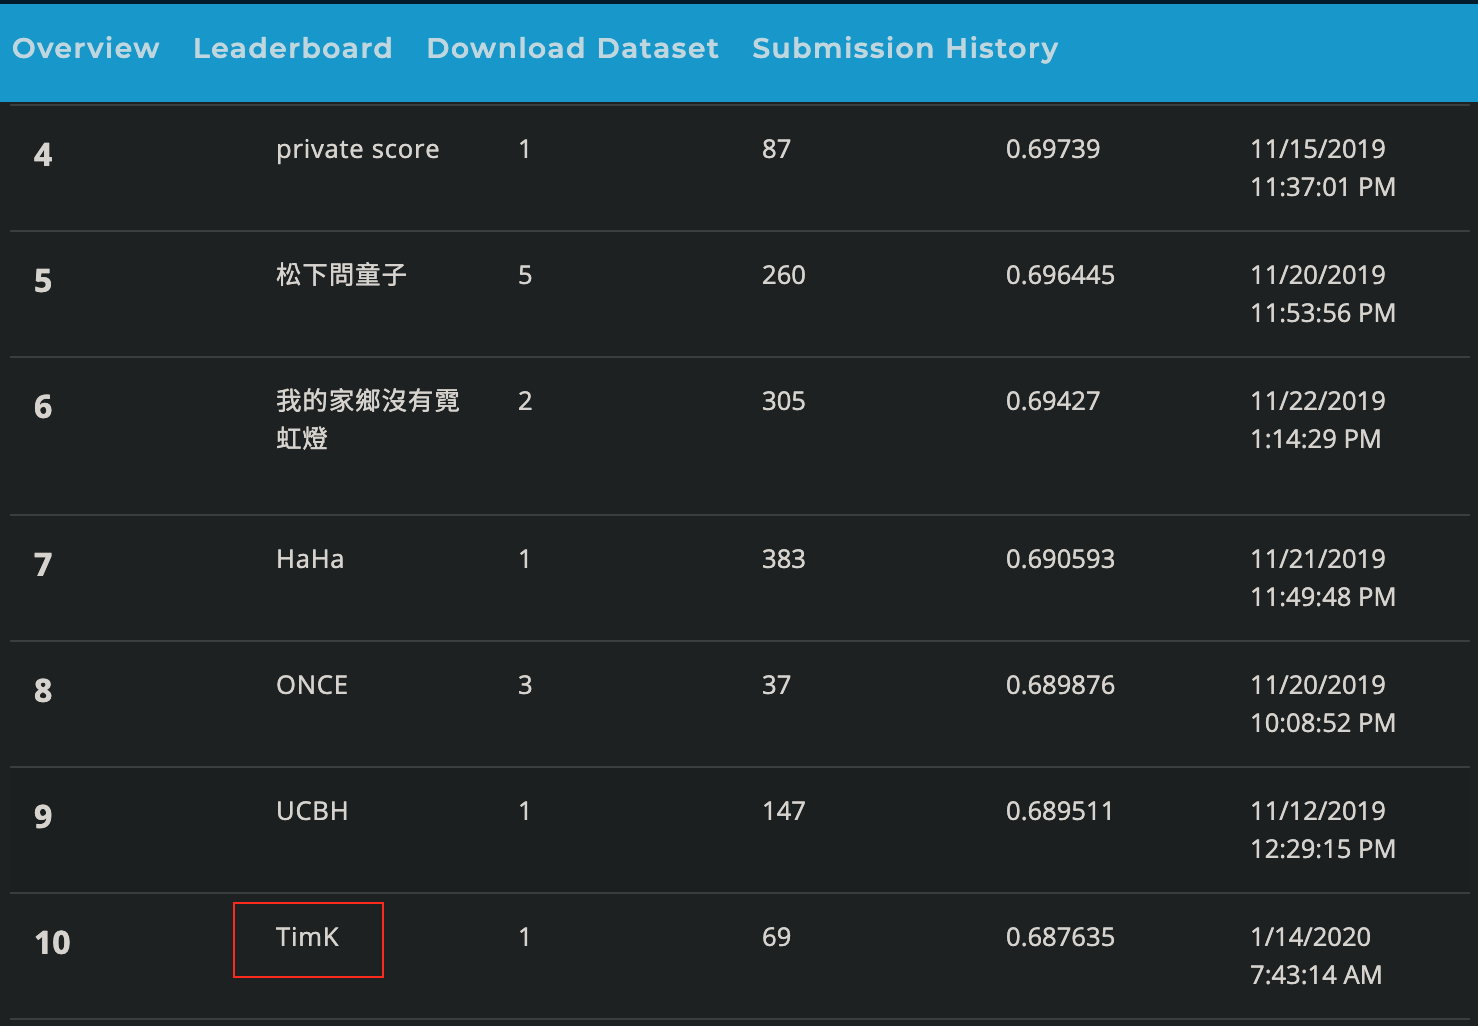 Overview Leaderboard Download Dataset Submission History
4 private score 1 87 0.69739 11/15/2019
11:37:01 PM
5 松下問童子 5 260 0.696445 11/20/2019
11:53:56 PM
6 我的家鄉沒有霓 2 305 0.69427 11/22/2019
虹燈 1:14:29 PM
7 HaHa 1 383 0.690593 11/21/2019
11:49:48 PM
8 ONCE 3 37 0.689876 11/20/2019
10:08:52 PM
9 UCBH 1 147 0.689511 11/12/2019
12:29:15 PM
10 TimK 1 69 0.687635 1/14/2020
7:43:14 AM